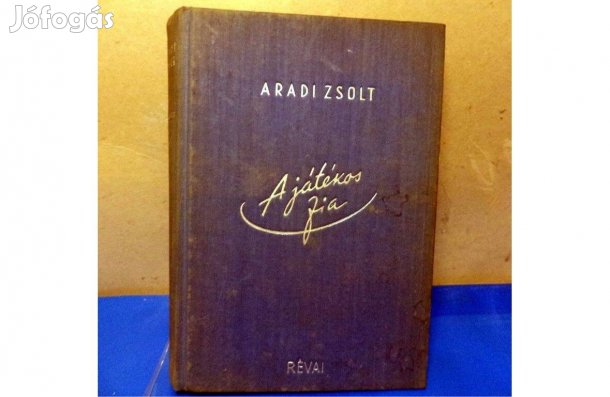 Jófogás
ARADI ZSOLT
A játékos
fia
RÉVAI